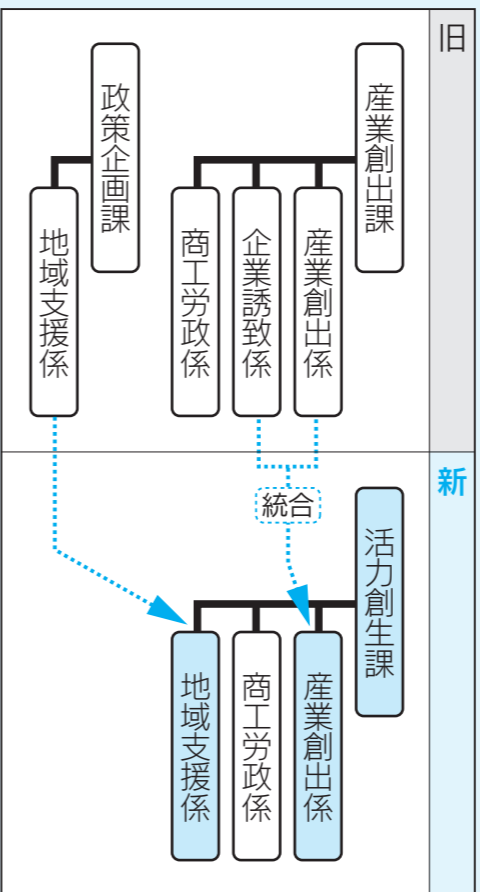 旧
産業創出課
産業創出係
企業誘致係
商工労政係
政策企画課
地域支援係
新
統合
活力創生課
産業創出係
商工労政係
地域支援係